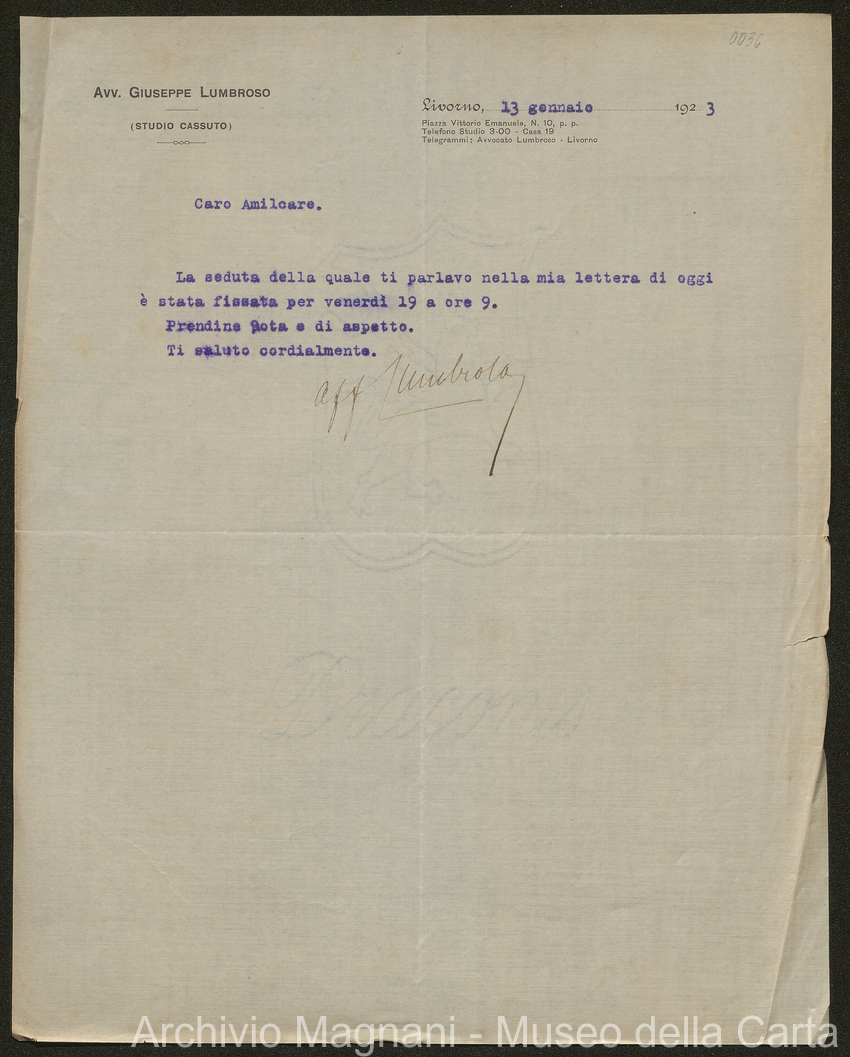 0036
AVV. GIUSEPPE LUMBROSO
(STUDIO CASSUTO)
Livorno, 13 gennaio 1923
Piazza Vittorio Emanuele, N. 10, p. p.
Telefono Studio 3-00 - Casa 19
Telegrammi: Avvocato Lumbroso - Livorno
Caro Amilcare.
La seduta della quale ti parlavo nella mia lettera di oggi
è stata fissata per venerdì 19 a ore 9.
Prendine nota e di aspetto.
Ti saluto cordialmente.
aff Lumbroso
Archivio Magnani - Museo della Carta